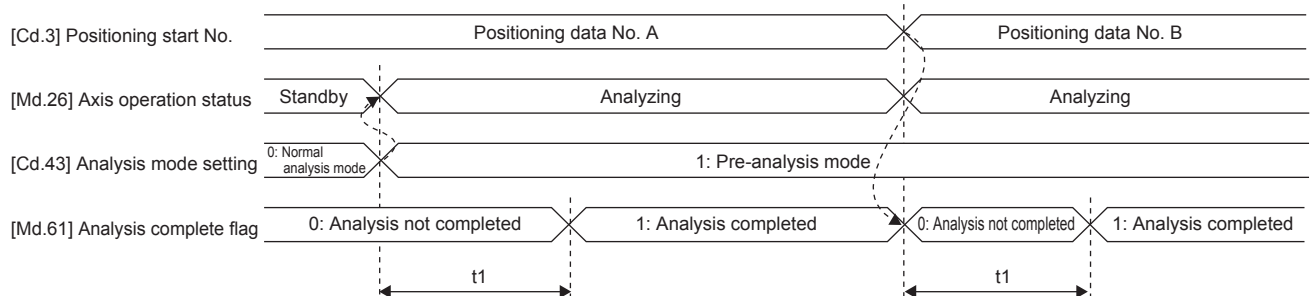 [Cd.3] Positioning start No.
Positioning data No. A
Positioning data No. B
[Md.26] Axis operation status
Standby
Analyzing
Analyzing
[Cd.43] Analysis mode setting
0: Normal
analysis mode
1: Pre-analysis mode
[Md.61] Analysis complete flag
0: Analysis not completed
1: Analysis completed
0: Analysis not completed
1: Analysis completed
t1
t1